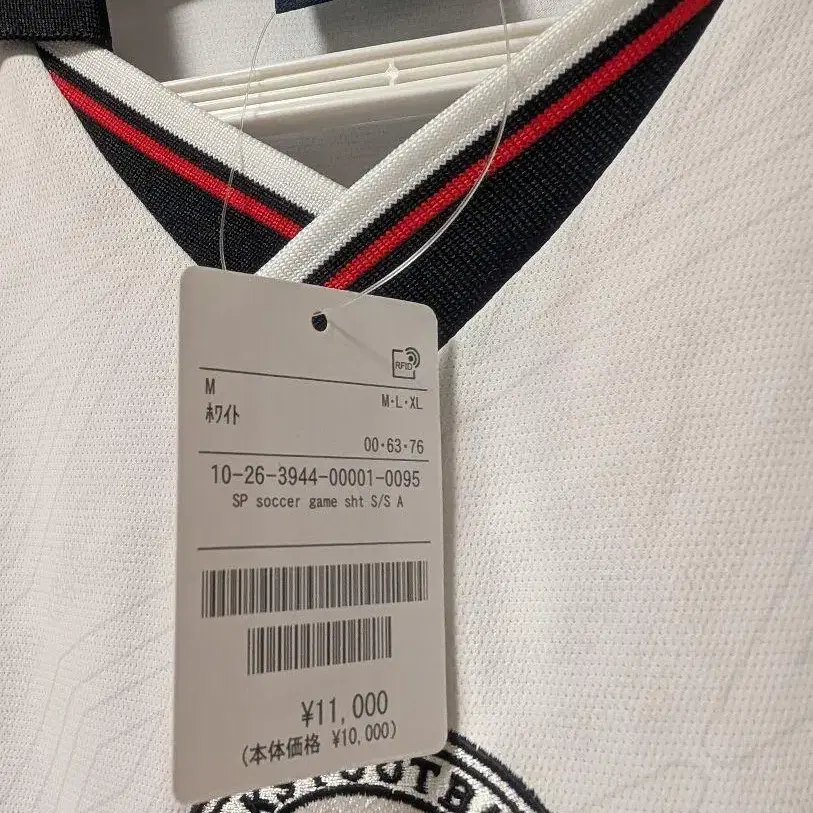 RFID
M
M・L・XL
ホワイト
00・63・76
10-26-3944-00001-0095
SP soccer game sht S/S A
¥11,000
(本体価格 ¥10,000)